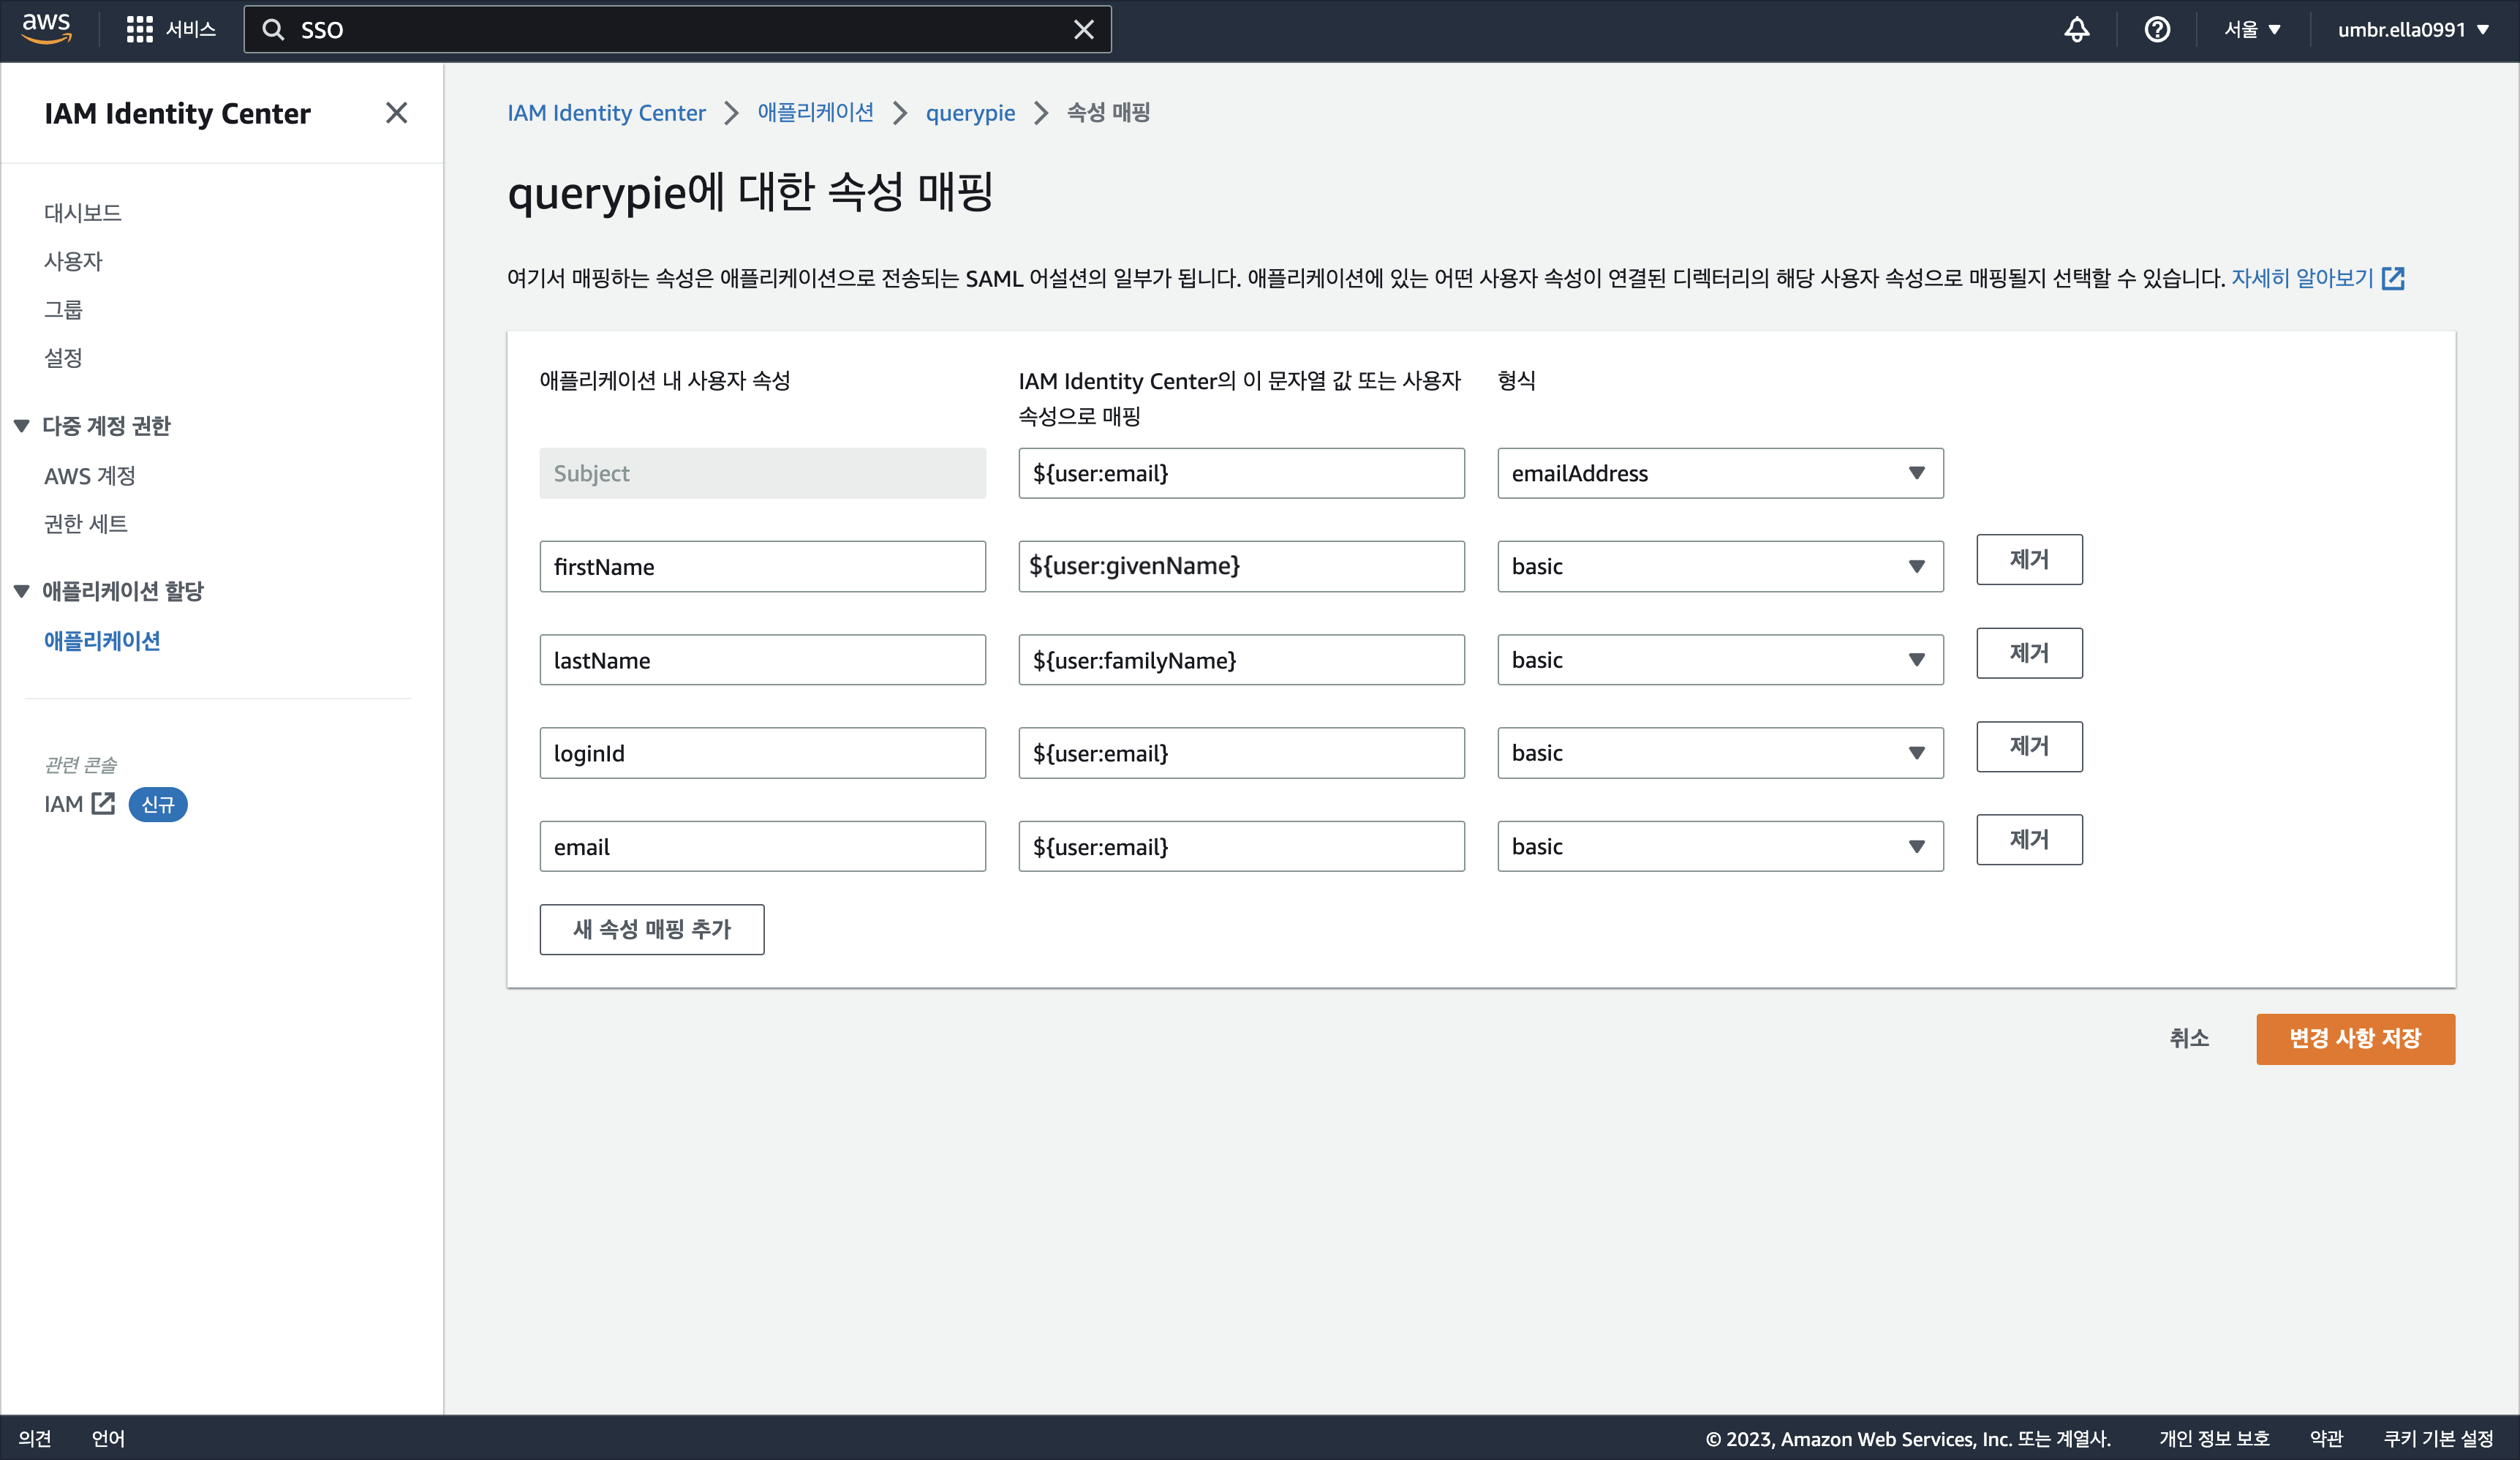 aws
서비스
SSO
서울
umbr.ella0991
IAM Identity Center
대시보드
사용자
그룹
설정
다중 계정 권한
AWS 계정
권한 세트
애플리케이션 할당
애플리케이션
관련 콘솔
IAM
신규
IAM Identity Center
애플리케이션
querypie
속성 매핑
querypie에 대한 속성 매핑
여기서 매핑하는 속성은 애플리케이션으로 전송되는 SAML 어설션의 일부가 됩니다. 애플리케이션에 있는 어떤 사용자 속성이 연결된 디렉터리의 해당 사용자 속성으로 매핑될지 선택할 수 있습니다. 자세히 알아보기
애플리케이션 내 사용자 속성
IAM Identity Center의 이 문자열 값 또는 사용자
속성으로 매핑
형식
Subject
${user:email}
emailAddress
firstName
${user:givenName}
basic
제거
lastName
${user:familyName}
basic
제거
loginId
${user:email}
basic
제거
email
${user:email}
basic
제거
새 속성 매핑 추가
취소
변경 사항 저장
의견
언어
© 2023, Amazon Web Services, Inc. 또는 계열사.
개인 정보 보호
약관
쿠키 기본 설정